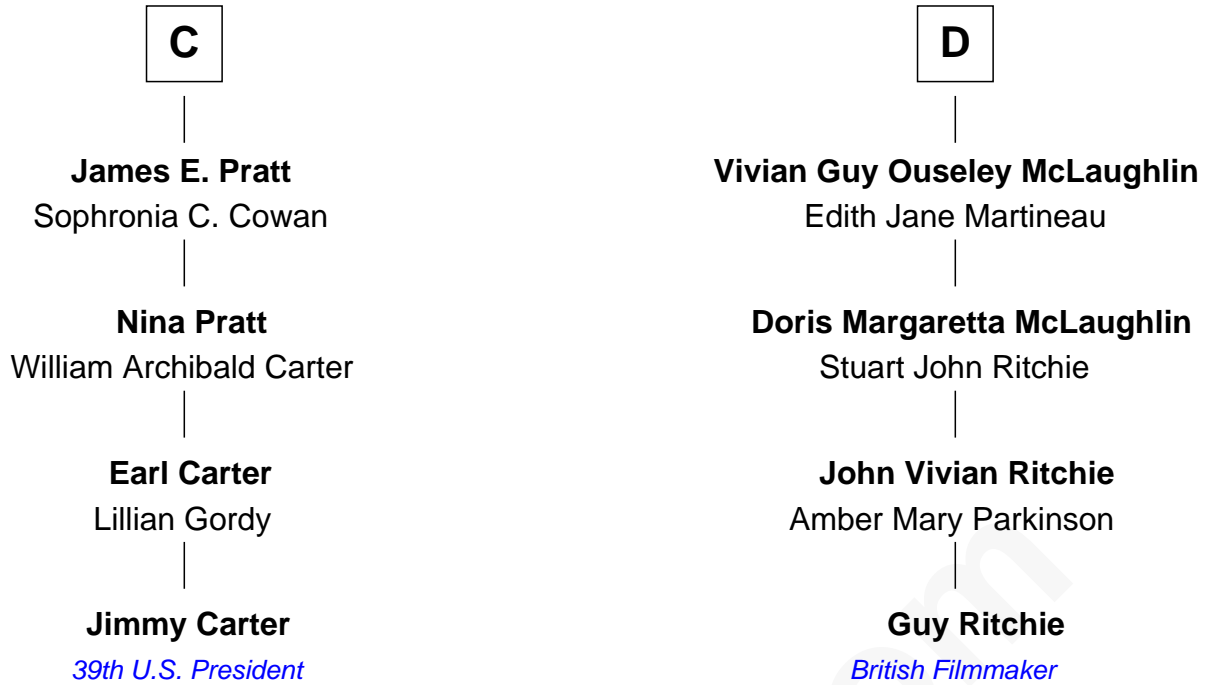 C
James E. Pratt
Sophronia C. Cowan
Nina Pratt
William Archibald Carter
Earl Carter
Lillian Gordy
Jimmy Carter
39th U.S. President
D
Vivian Guy Ouseley McLaughlin
Edith Jane Martineau
Doris Margaretta McLaughlin
Stuart John Ritchie
John Vivian Ritchie
Amber Mary Parkinson
Guy Ritchie
British Filmmaker